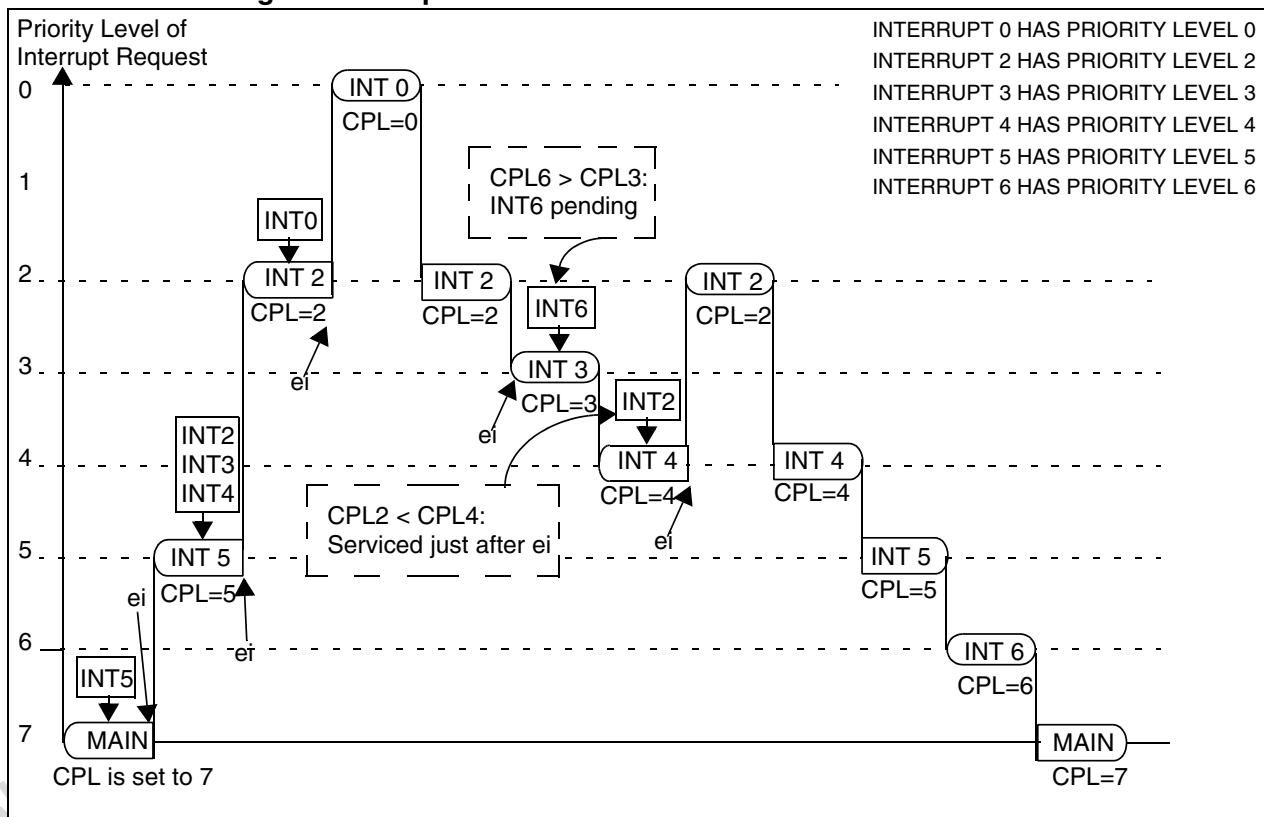 Priority Level of
Interrupt Request
INTERRUPT 0 HAS PRIORITY LEVEL 0
INTERRUPT 2 HAS PRIORITY LEVEL 2
INTERRUPT 3 HAS PRIORITY LEVEL 3
INTERRUPT 4 HAS PRIORITY LEVEL 4
INTERRUPT 5 HAS PRIORITY LEVEL 5
INTERRUPT 6 HAS PRIORITY LEVEL 6
0
INT 0
CPL=0
1
CPL6 > CPL3:
INT6 pending
INT0
2
INT 2
CPL=2
INT 2
CPL=2
INT 2
CPL=2
INT6
ei
3
INT 3
CPL=3
ei
INT2
INT2
INT3
INT4
4
INT 4
CPL=4
INT 4
CPL=4
CPL2 < CPL4:
Serviced just after ei
ei
5
INT 5
CPL=5
INT 5
CPL=5
ei
ei
6
INT 6
CPL=6
INT5
7
MAIN
CPL is set to 7
MAIN
CPL=7